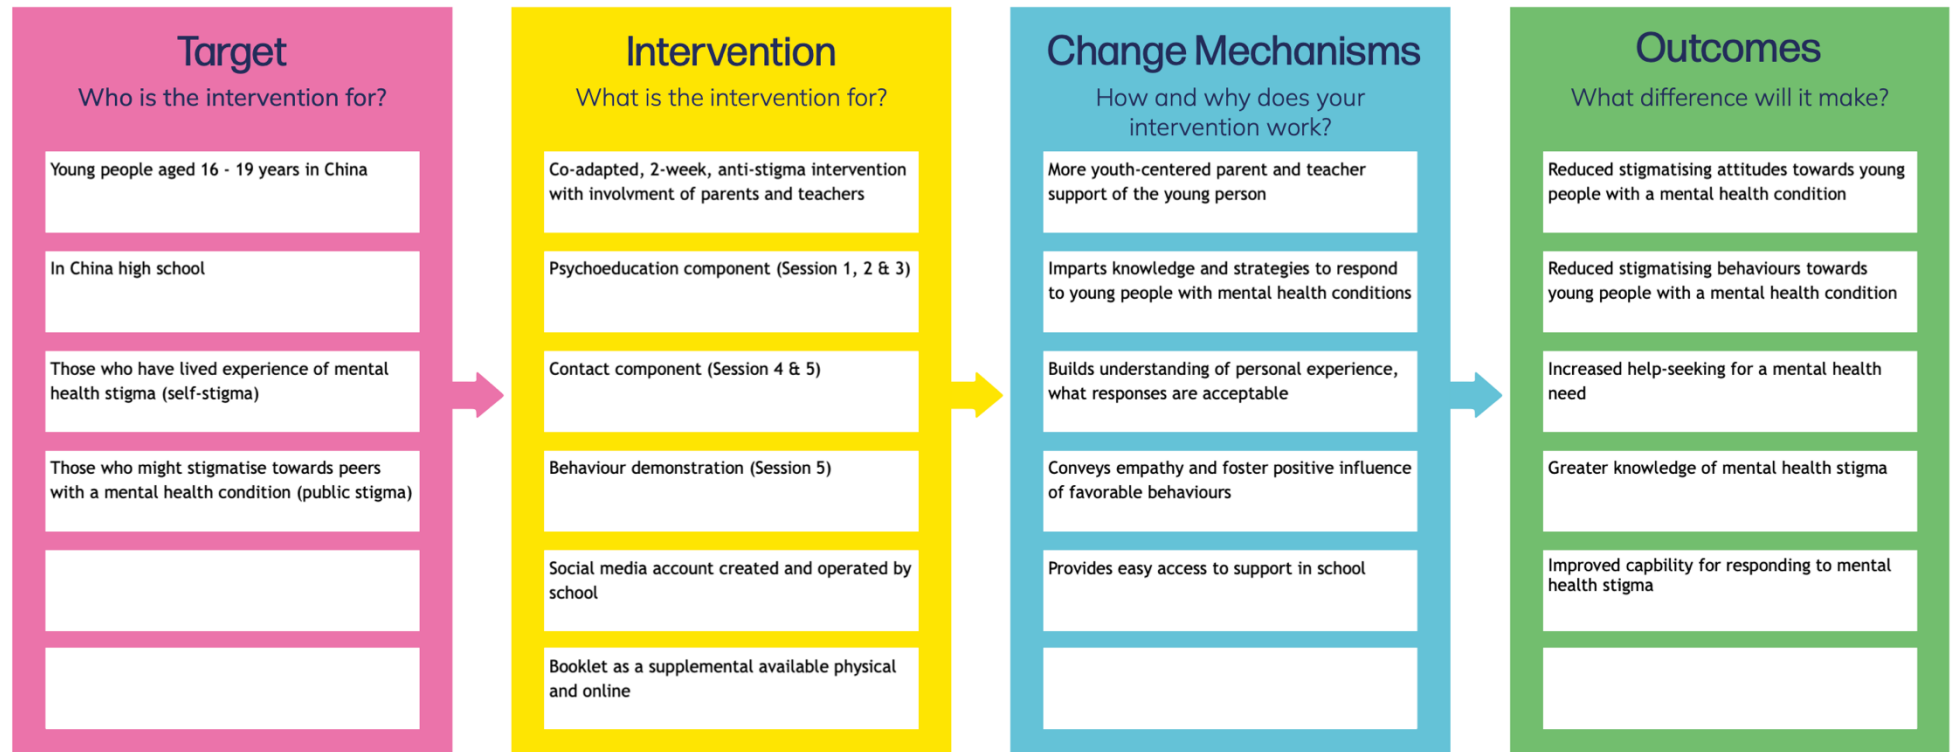 Target
Who is the intervention for?
Young people aged 16 - 19 years in China
In China high school
Those who have lived experience of mental
health stigma (self-stigma)
Those who might stigmatise towards peers
with a mental health condition (public stigma)
Intervention
What is the intervention for?
Co-adapted, 2-week, anti-stigma intervention
with involvment of parents and teachers
Psychoeducation component (Session 1, 2 & 3)
Contact component (Session 4 & 5)
Behaviour demonstration (Session 5)
Social media account created and operated by
school
Booklet as a supplemental available physical
and online
Change Mechanisms
How and why does your
intervention work?
More youth-centered parent and teacher
support of the young person
Imparts knowledge and strategies to respond
to young people with mental health conditions
Builds understanding of personal experience,
what responses are acceptable
Conveys empathy and foster positive influence
of favorable behaviours
Provides easy access to support in school
Outcomes
What difference will it make?
Reduced stigmatising attitudes towards young
people with a mental health condition
Reduced stigmatising behaviours towards
young people with a mental health condition
Increased help-seeking for a mental health
need
Greater knowledge of mental health stigma
Improved capbility for responding to mental
health stigma